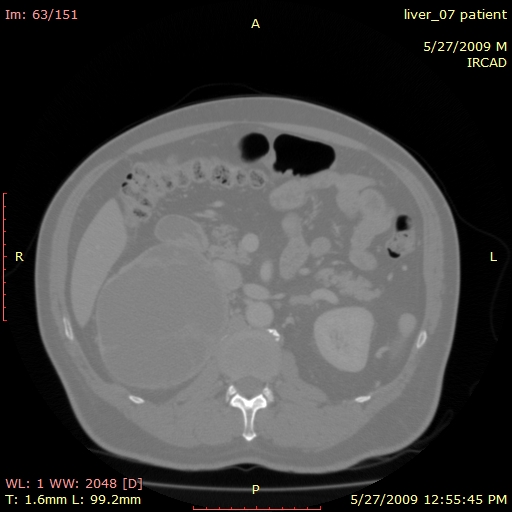 Im: 63/151
liver_07 patient
A
5/27/2009 M
IRCAD
R
L
WL: 1 WW: 2048 [D]
T: 1.6mm L: 99.2mm
P
5/27/2009 12:55:45 PM